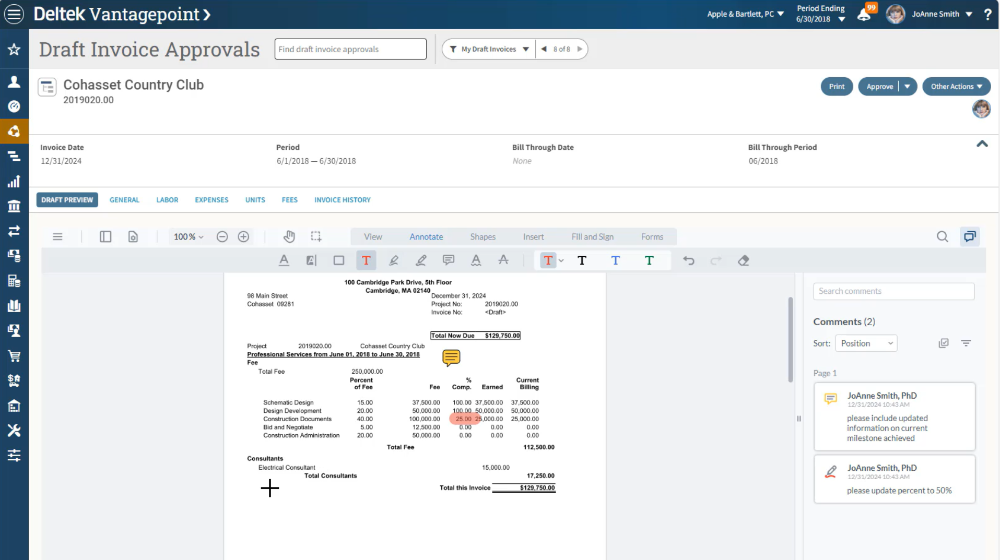 Deltek Vantagepoint
Apple & Bartlett, PC
Period Ending
6/30/2018
99
JoAnne Smith
?
Draft Invoice Approvals
Find draft invoice approvals
My Draft Invoices
8 of 8
Cohasset Country Club
2019020.00
Print
Approve
Other Actions
Invoice Date
Period
Bill Through Date
Bill Through Period
12/31/2024
6/1/2018 — 6/30/2018
None
06/2018
DRAFT PREVIEW
GENERAL
LABOR
EXPENSES
UNITS
FEES
INVOICE HISTORY
100 %
View
Annotate
Shapes
Insert
Fill and Sign
Forms
A
A
T
A
A
T
T
T
T
100 Cambridge Park Drive, 5th Floor
Cambridge, MA 02140
98 Main Street
December 31, 2024
Cohasset 09281
Project No: 2019020.00
Invoice No: <Draft>
Total Now Due $129,750.00
Project 2019020.00 Cohasset Country Club
Professional Services from June 01, 2018 to June 30, 2018
Fee
Total Fee 250,000.00
Percent of Fee Fee % Comp. Earned Current Billing
Schematic Design 15.00 37,500.00 100.00 37,500.00 37,500.00
Design Development 20.00 50,000.00 100.00 50,000.00 50,000.00
Construction Documents 40.00 100,000.00 25.00 25,000.00 25,000.00
Bid and Negotiate 5.00 12,500.00 0.00 0.00 0.00
Construction Administration 20.00 50,000.00 0.00 0.00 0.00
Total Fee 112,500.00
Consultants
Electrical Consultant 15,000.00
Total Consultants 17,250.00
Total this Invoice $129,750.00
Search comments
Comments (2)
Sort: Position
Page 1
JoAnne Smith, PhD
12/31/2024 10:43 AM
please include updated
information on current
milestone achieved
JoAnne Smith, PhD
12/31/2024 10:43 AM
please update percent to 50%